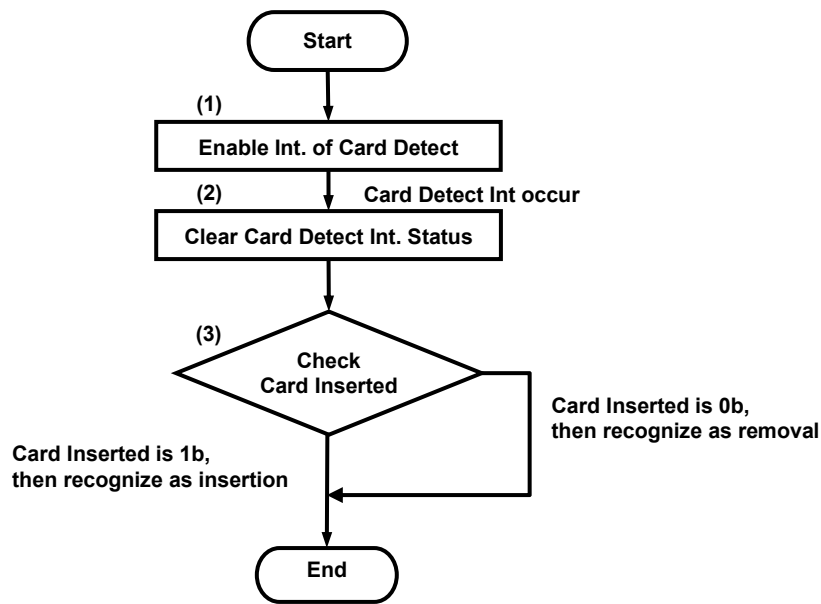 Start
(1)
Enable Int. of Card Detect
(2)
Card Detect Int occur
Clear Card Detect Int. Status
(3)
Check
Card Inserted
Card Inserted is 0b,
then recognize as removal
Card Inserted is 1b,
then recognize as insertion
End